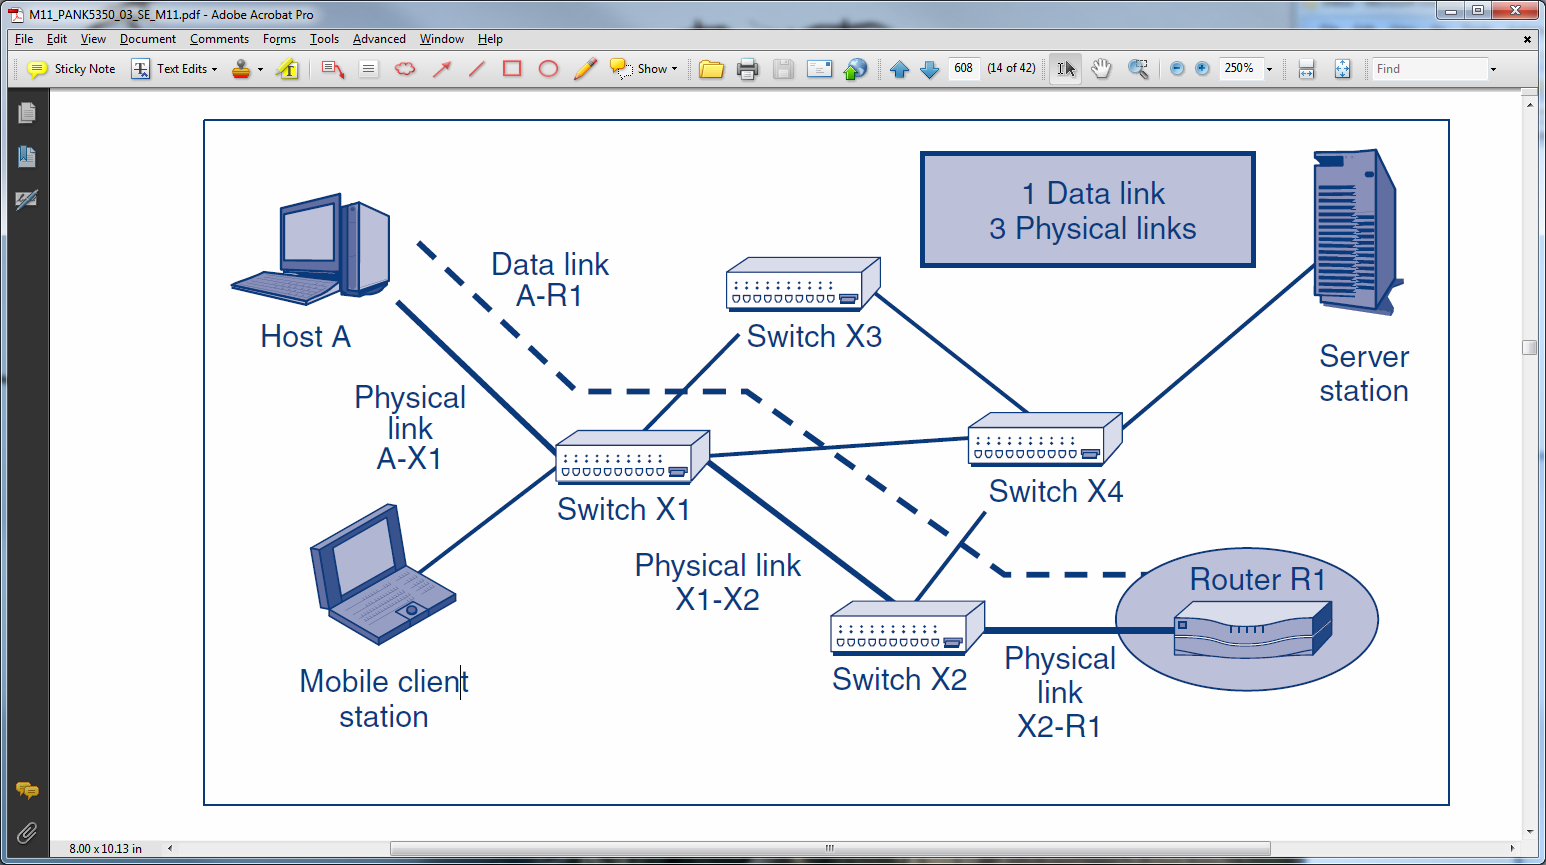 M11_PANK5350_03_SE_M11.pdf - Adobe Acrobat Pro
File Edit View Document Comments Forms Tools Advanced Window Help
Sticky Note Text Edits Show 608 (14 of 42) 250% Find
1 Data link
3 Physical links
Data link
A-R1
Host A
Switch X3
Server
station
Physical
link
A-X1
Switch X4
Switch X1
Physical link
X1-X2
Router R1
Mobile client
station
Switch X2
Physical
link
X2-R1
8.00 x 10.13 in